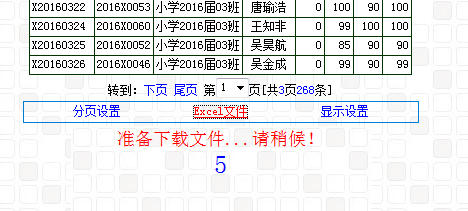 X20160322 2016X0053 小学2016届03班 唐瑜浩 0 100 90 100
X20160324 2016X0060 小学2016届03班 王知非 0 99 100 100
X20160325 2016X0052 小学2016届03班 吴昊航 0 85 90 90
X20160326 2016X0046 小学2016届03班 吴金成 0 99 90 99
转到: 下页 尾页 第 1 页[共3页268条]
分页设置 Excel文件 显示设置
准备下载文件...请稍候!
5